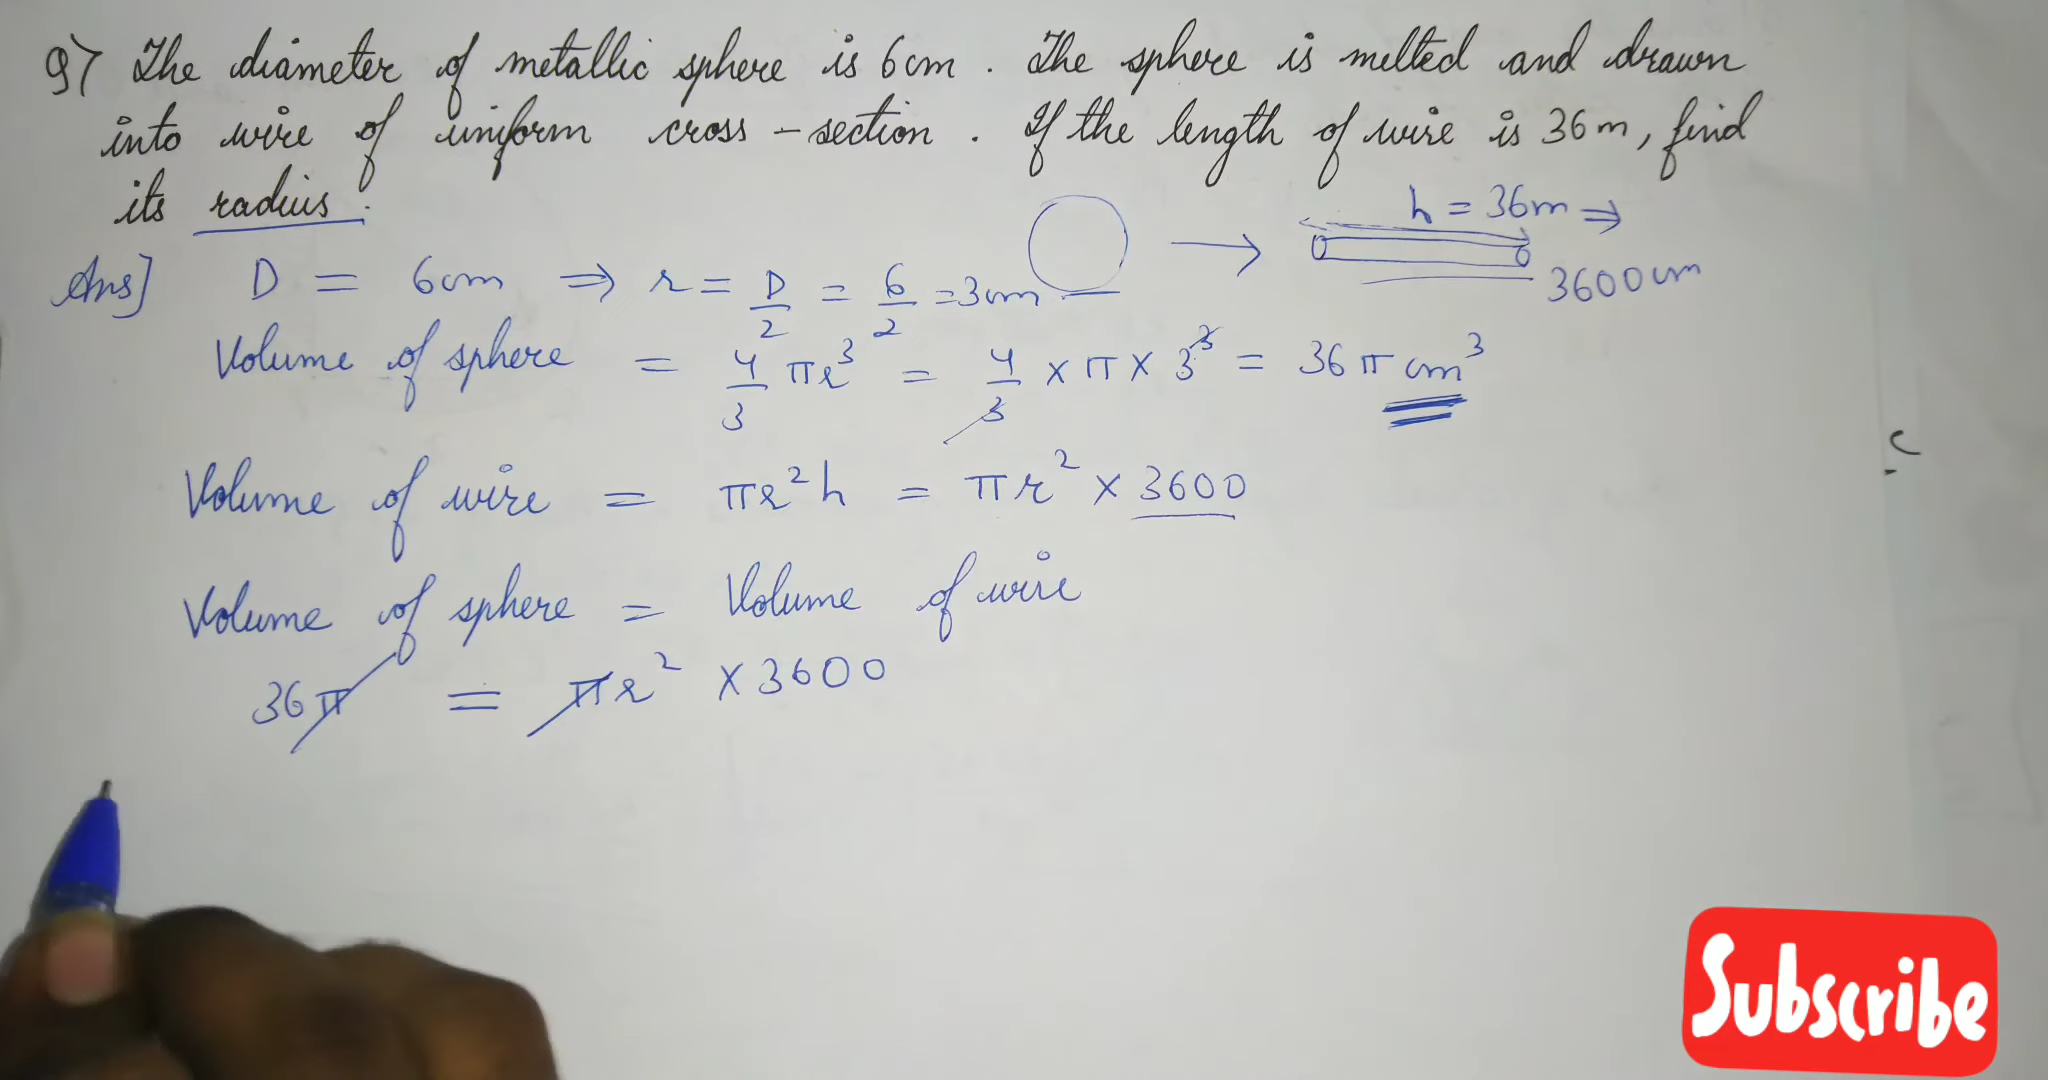 9> The diameter of metallic sphere is 6cm. The sphere is melted and drawn
into wire of uniform cross-section. If the length of wire is 36m, find
its radius.
h = 36m ⇒
3600cm
Ans] D = 6cm ⇒ r = D/2 = 6/2 = 3cm
Volume of sphere = 4/3 πr³ = 4/3 × π × 3³ = 36π cm³
Volume of wire = πr²h = πr² × 3600
Volume of sphere = Volume of wire
36π = πr² × 3600
Subscribe